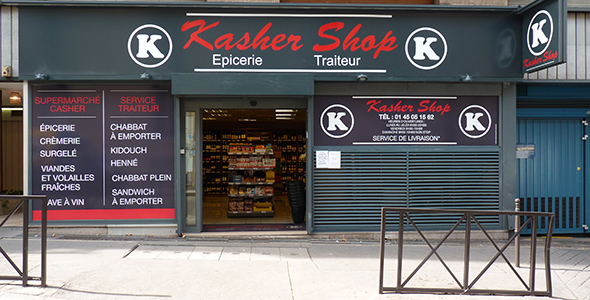 K Kasher Shop K
Epicerie Traiteur
K
Kasher Shop
SUPERMARCHÉ
CASHER
ÉPICERIE
CRÈMERIE
SURGELÉ
VIANDES
ET VOLAILLES
FRAÎCHES
CAVE À VIN
SERVICE
TRAITEUR
CHABBAT
À EMPORTER
KIDOUCH
HENNÉ
CHABBAT PLEIN
SANDWICH
À EMPORTER
K Kasher Shop K
TÉL : 01 45 05 15 62
SERVICE DE LIVRAISON*